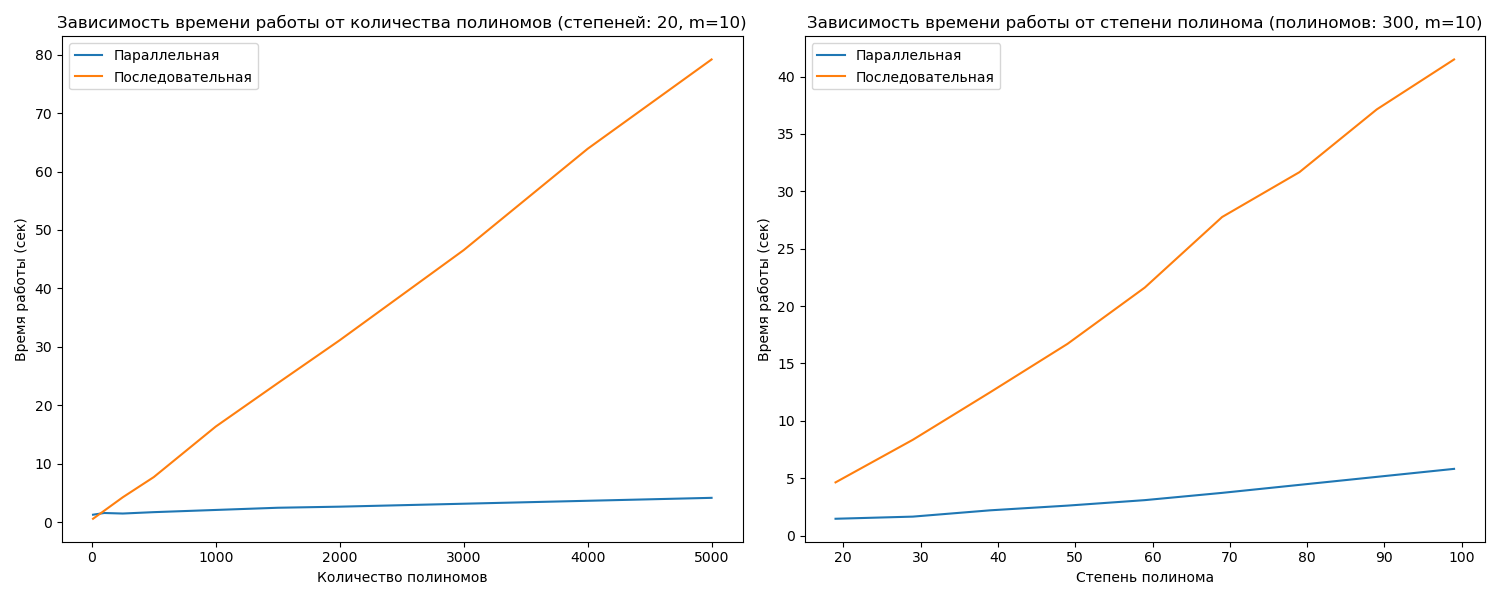 Зависимость времени работы от количества полиномов (степеней: 20, m=10)
Параллельная
Последовательная
80
70
60
50
40
30
20
10
0
Время работы (сек)
0 1000 2000 3000 4000 5000
Количество полиномов
Зависимость времени работы от степени полинома (полиномов: 300, m=10)
Параллельная
Последовательная
40
35
30
25
20
15
10
5
0
Время работы (сек)
20 30 40 50 60 70 80 90 100
Степень полинома